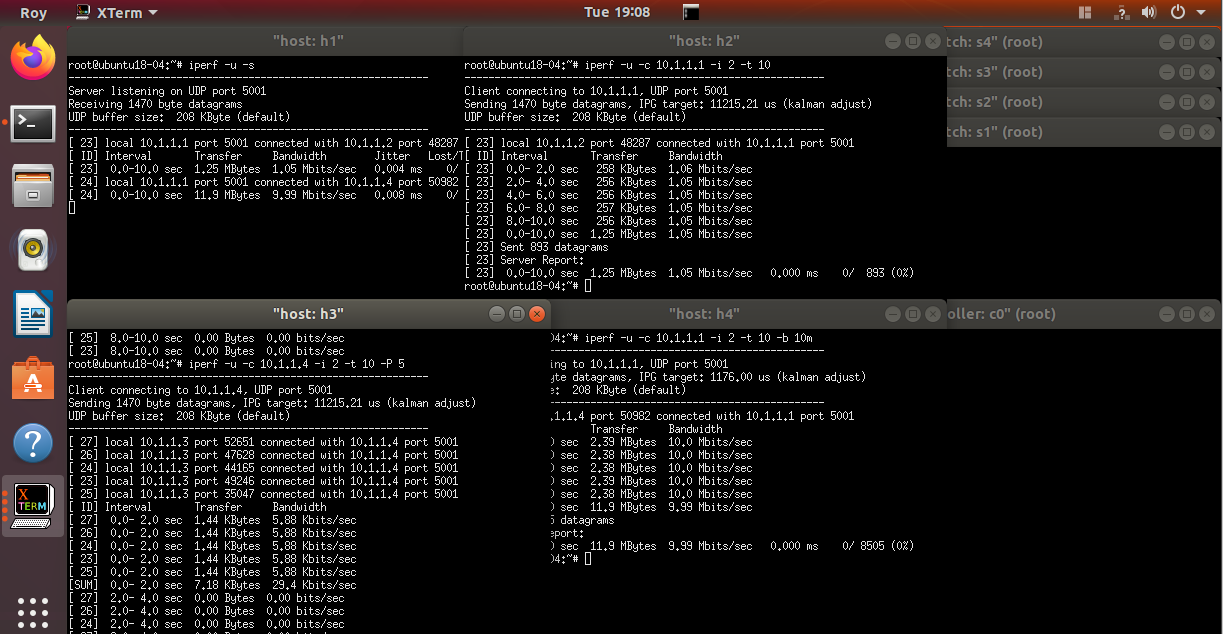 Roy
XTerm
Tue 19:08
"host: h1"
root@ubuntu18-04:~# iperf -u -s
------------------------------------------------------------
Server listening on UDP port 5001
Receiving 1470 byte datagrams
UDP buffer size:  208 KByte (default)
------------------------------------------------------------
[ 23] local 10.1.1.1 port 5001 connected with 10.1.1.2 port 48287
[ ID] Interval       Transfer     Bandwidth        Jitter   Lost/T
[ 23]  0.0-10.0 sec  1.25 MBytes  1.05 Mbits/sec   0.004 ms    0/
[ 24] local 10.1.1.1 port 5001 connected with 10.1.1.4 port 50982
[ 24]  0.0-10.0 sec  11.9 MBytes  9.99 Mbits/sec   0.008 ms    0/
"host: h2"
root@ubuntu18-04:~# iperf -u -c 10.1.1.1 -i 2 -t 10
------------------------------------------------------------
Client connecting to 10.1.1.1, UDP port 5001
Sending 1470 byte datagrams, IPG target: 11215.21 us (kalman adjust)
UDP buffer size:  208 KByte (default)
------------------------------------------------------------
[ 23] local 10.1.1.2 port 48287 connected with 10.1.1.1 port 5001
[ ID] Interval       Transfer     Bandwidth
[ 23]  0.0- 2.0 sec   258 KBytes  1.06 Mbits/sec
[ 23]  2.0- 4.0 sec   256 KBytes  1.05 Mbits/sec
[ 23]  4.0- 6.0 sec   256 KBytes  1.05 Mbits/sec
[ 23]  6.0- 8.0 sec   257 KBytes  1.05 Mbits/sec
[ 23]  8.0-10.0 sec   256 KBytes  1.05 Mbits/sec
[ 23]  0.0-10.0 sec  1.25 MBytes  1.05 Mbits/sec
[ 23] Sent 893 datagrams
[ 23] Server Report:
[ 23]  0.0-10.0 sec  1.25 MBytes  1.05 Mbits/sec   0.000 ms    0/  893 (0%)
root@ubuntu18-04:~#
tch: s4" (root)
tch: s3" (root)
tch: s2" (root)
tch: s1" (root)
"host: h3"
[ 25]  8.0-10.0 sec  0.00 Bytes  0.00 bits/sec
[ 23]  8.0-10.0 sec  0.00 Bytes  0.00 bits/sec
root@ubuntu18-04:~# iperf -u -c 10.1.1.4 -i 2 -t 10 -P 5
------------------------------------------------------------
Client connecting to 10.1.1.4, UDP port 5001
Sending 1470 byte datagrams, IPG target: 11215.21 us (kalman adjust)
UDP buffer size:  208 KByte (default)
------------------------------------------------------------
[ 27] local 10.1.1.3 port 52651 connected with 10.1.1.4 port 5001
[ 26] local 10.1.1.3 port 47628 connected with 10.1.1.4 port 5001
[ 24] local 10.1.1.3 port 44165 connected with 10.1.1.4 port 5001
[ 23] local 10.1.1.3 port 49246 connected with 10.1.1.4 port 5001
[ 25] local 10.1.1.3 port 35047 connected with 10.1.1.4 port 5001
[ ID] Interval       Transfer     Bandwidth
[ 27]  0.0- 2.0 sec  1.44 KBytes  5.88 Kbits/sec
[ 26]  0.0- 2.0 sec  1.44 KBytes  5.88 Kbits/sec
[ 24]  0.0- 2.0 sec  1.44 KBytes  5.88 Kbits/sec
[ 23]  0.0- 2.0 sec  1.44 KBytes  5.88 Kbits/sec
[ 25]  0.0- 2.0 sec  1.44 KBytes  5.88 Kbits/sec
[SUM]  0.0- 2.0 sec  7.18 KBytes  29.4 Kbits/sec
[ 27]  2.0- 4.0 sec  0.00 Bytes  0.00 bits/sec
[ 26]  2.0- 4.0 sec  0.00 Bytes  0.00 bits/sec
[ 24]  2.0- 4.0 sec  0.00 Bytes  0.00 bits/sec
"host: h4"
04:~# iperf -u -c 10.1.1.1 -i 2 -t 10 -b 10m
------------------------------------------------------------
ing to 10.1.1.1, UDP port 5001
yte datagrams, IPG target: 1176.00 us (kalman adjust)
e:  208 KByte (default)
------------------------------------------------------------
.1.1.4 port 50982 connected with 10.1.1.1 port 5001
Transfer     Bandwidth
0 sec  2.39 MBytes  10.0 Mbits/sec
0 sec  2.38 MBytes  10.0 Mbits/sec
0 sec  2.38 MBytes  10.0 Mbits/sec
0 sec  2.39 MBytes  10.0 Mbits/sec
0 sec  2.38 MBytes  10.0 Mbits/sec
0 sec  11.9 MBytes  9.99 Mbits/sec
5 datagrams
eport:
0 sec  11.9 MBytes  9.99 Mbits/sec   0.000 ms    0/ 8505 (0%)
04:~#
oller: c0" (root)
X
TERM